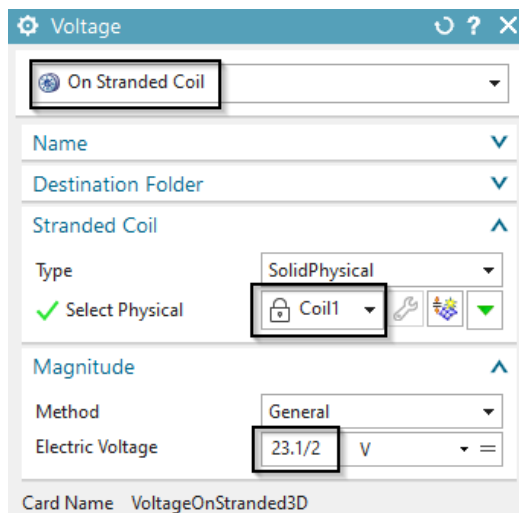 Voltage
On Stranded Coil
Name
Destination Folder
Stranded Coil
Type SolidPhysical
Select Physical Coil1
Magnitude
Method General
Electric Voltage 23.1/2 V =
Card Name VoltageOnStranded3D